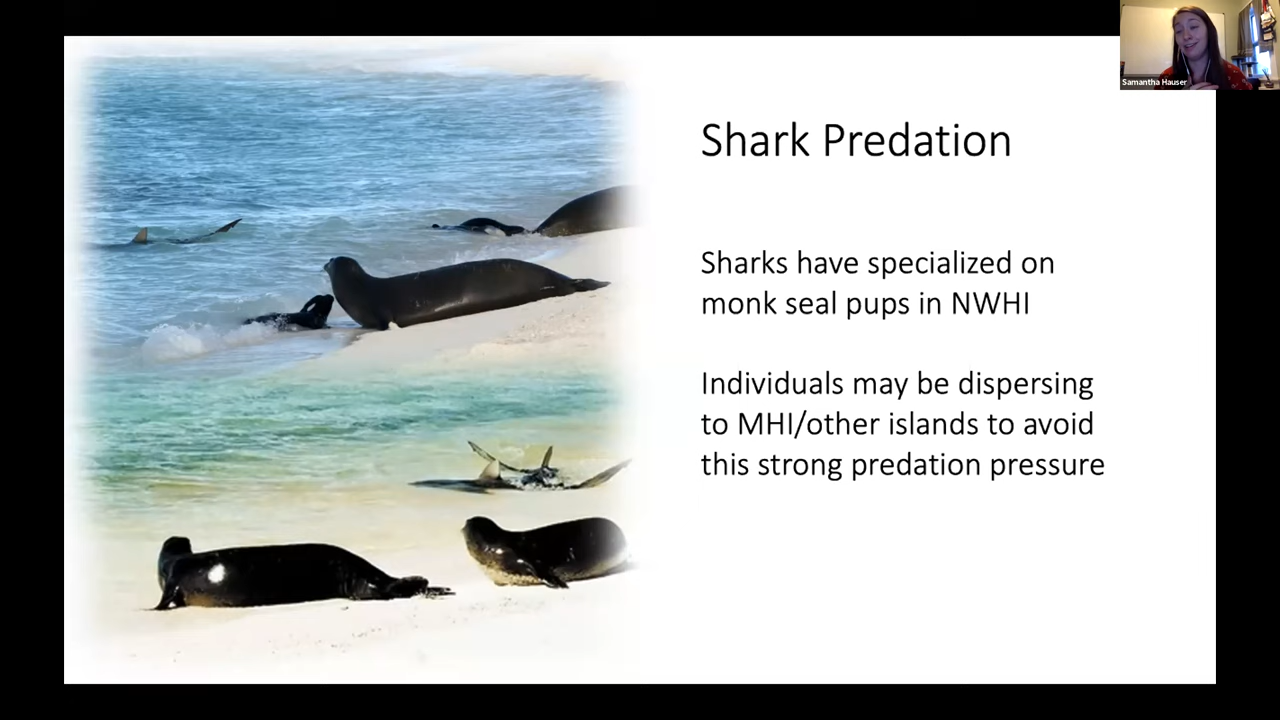 Samantha Hauser
Shark Predation
Sharks have specialized on
monk seal pups in NWHI
Individuals may be dispersing
to MHI/other islands to avoid
this strong predation pressure